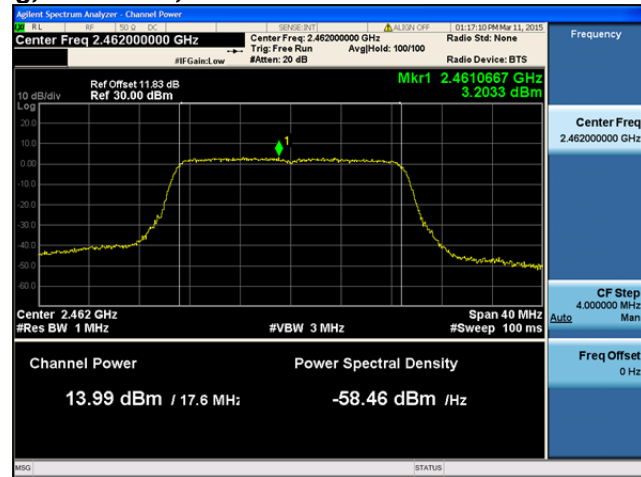 Agilent Spectrum Analyzer - Channel Power
RL RF 50 Ω DC SENSE:INT ALIGN OFF 01:17:10 PM Mar 11, 2015
Center Freq 2.462000000 GHz
Center Freq: 2.462000000 GHz
Radio Std: None
Trig: Free Run Avg|Hold: 100/100
#IFGain:Low #Atten: 20 dB Radio Device: BTS
Ref Offset 11.83 dB
10 dB/div Ref 30.00 dBm
Mkr1 2.4610667 GHz
3.2033 dBm
Log
20.0
10.0
0.00
-10.0
-20.0
-30.0
-40.0
-50.0
-60.0
1
Center 2.462 GHz Span 40 MHz
#Res BW 1 MHz #VBW 3 MHz #Sweep 100 ms
Channel Power Power Spectral Density
13.99 dBm / 17.6 MHz -58.46 dBm /Hz
MSG STATUS
Frequency
Center Freq
2.462000000 GHz
CF Step
4.000000 MHz
Auto Man
Freq Offset
0 Hz